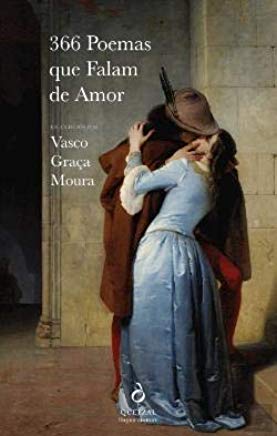 366 Poemas
que Falam
de Amor
Vasco
Graça
Moura
QUETZAL